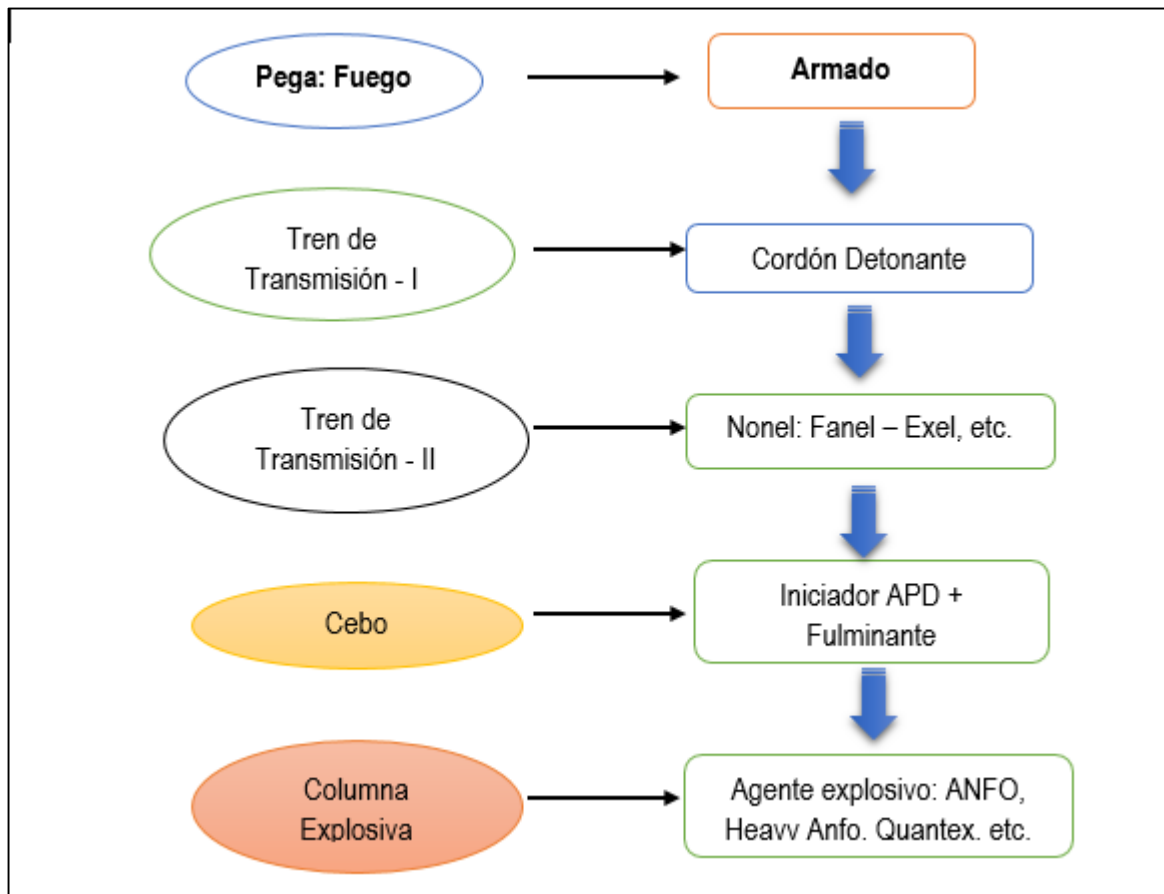 Pega: Fuego
Armado
Tren de
Transmisión - I
Cordón Detonante
Tren de
Transmisión - II
Nonel: Fanel – Exel, etc.
Cebo
Iniciador APD +
Fulminante
Columna
Explosiva
Agente explosivo: ANFO,
Heavy Anfo. Quantex. etc.